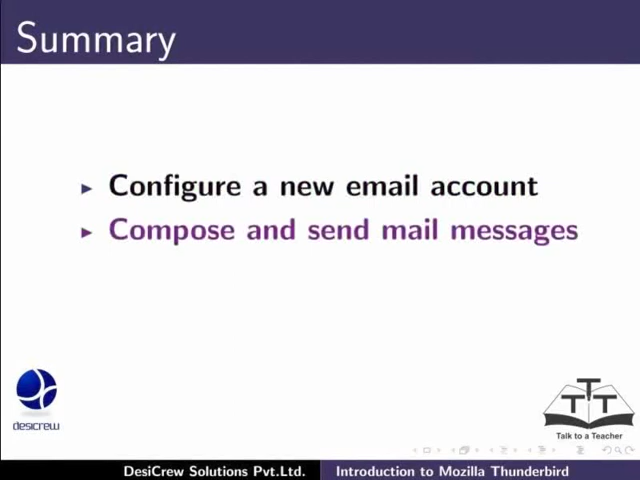 Summary
Configure a new email account
Compose and send mail messages
desicrew
TTT
Talk to a Teacher
DesiCrew Solutions Pvt.Ltd. Introduction to Mozilla Thunderbird